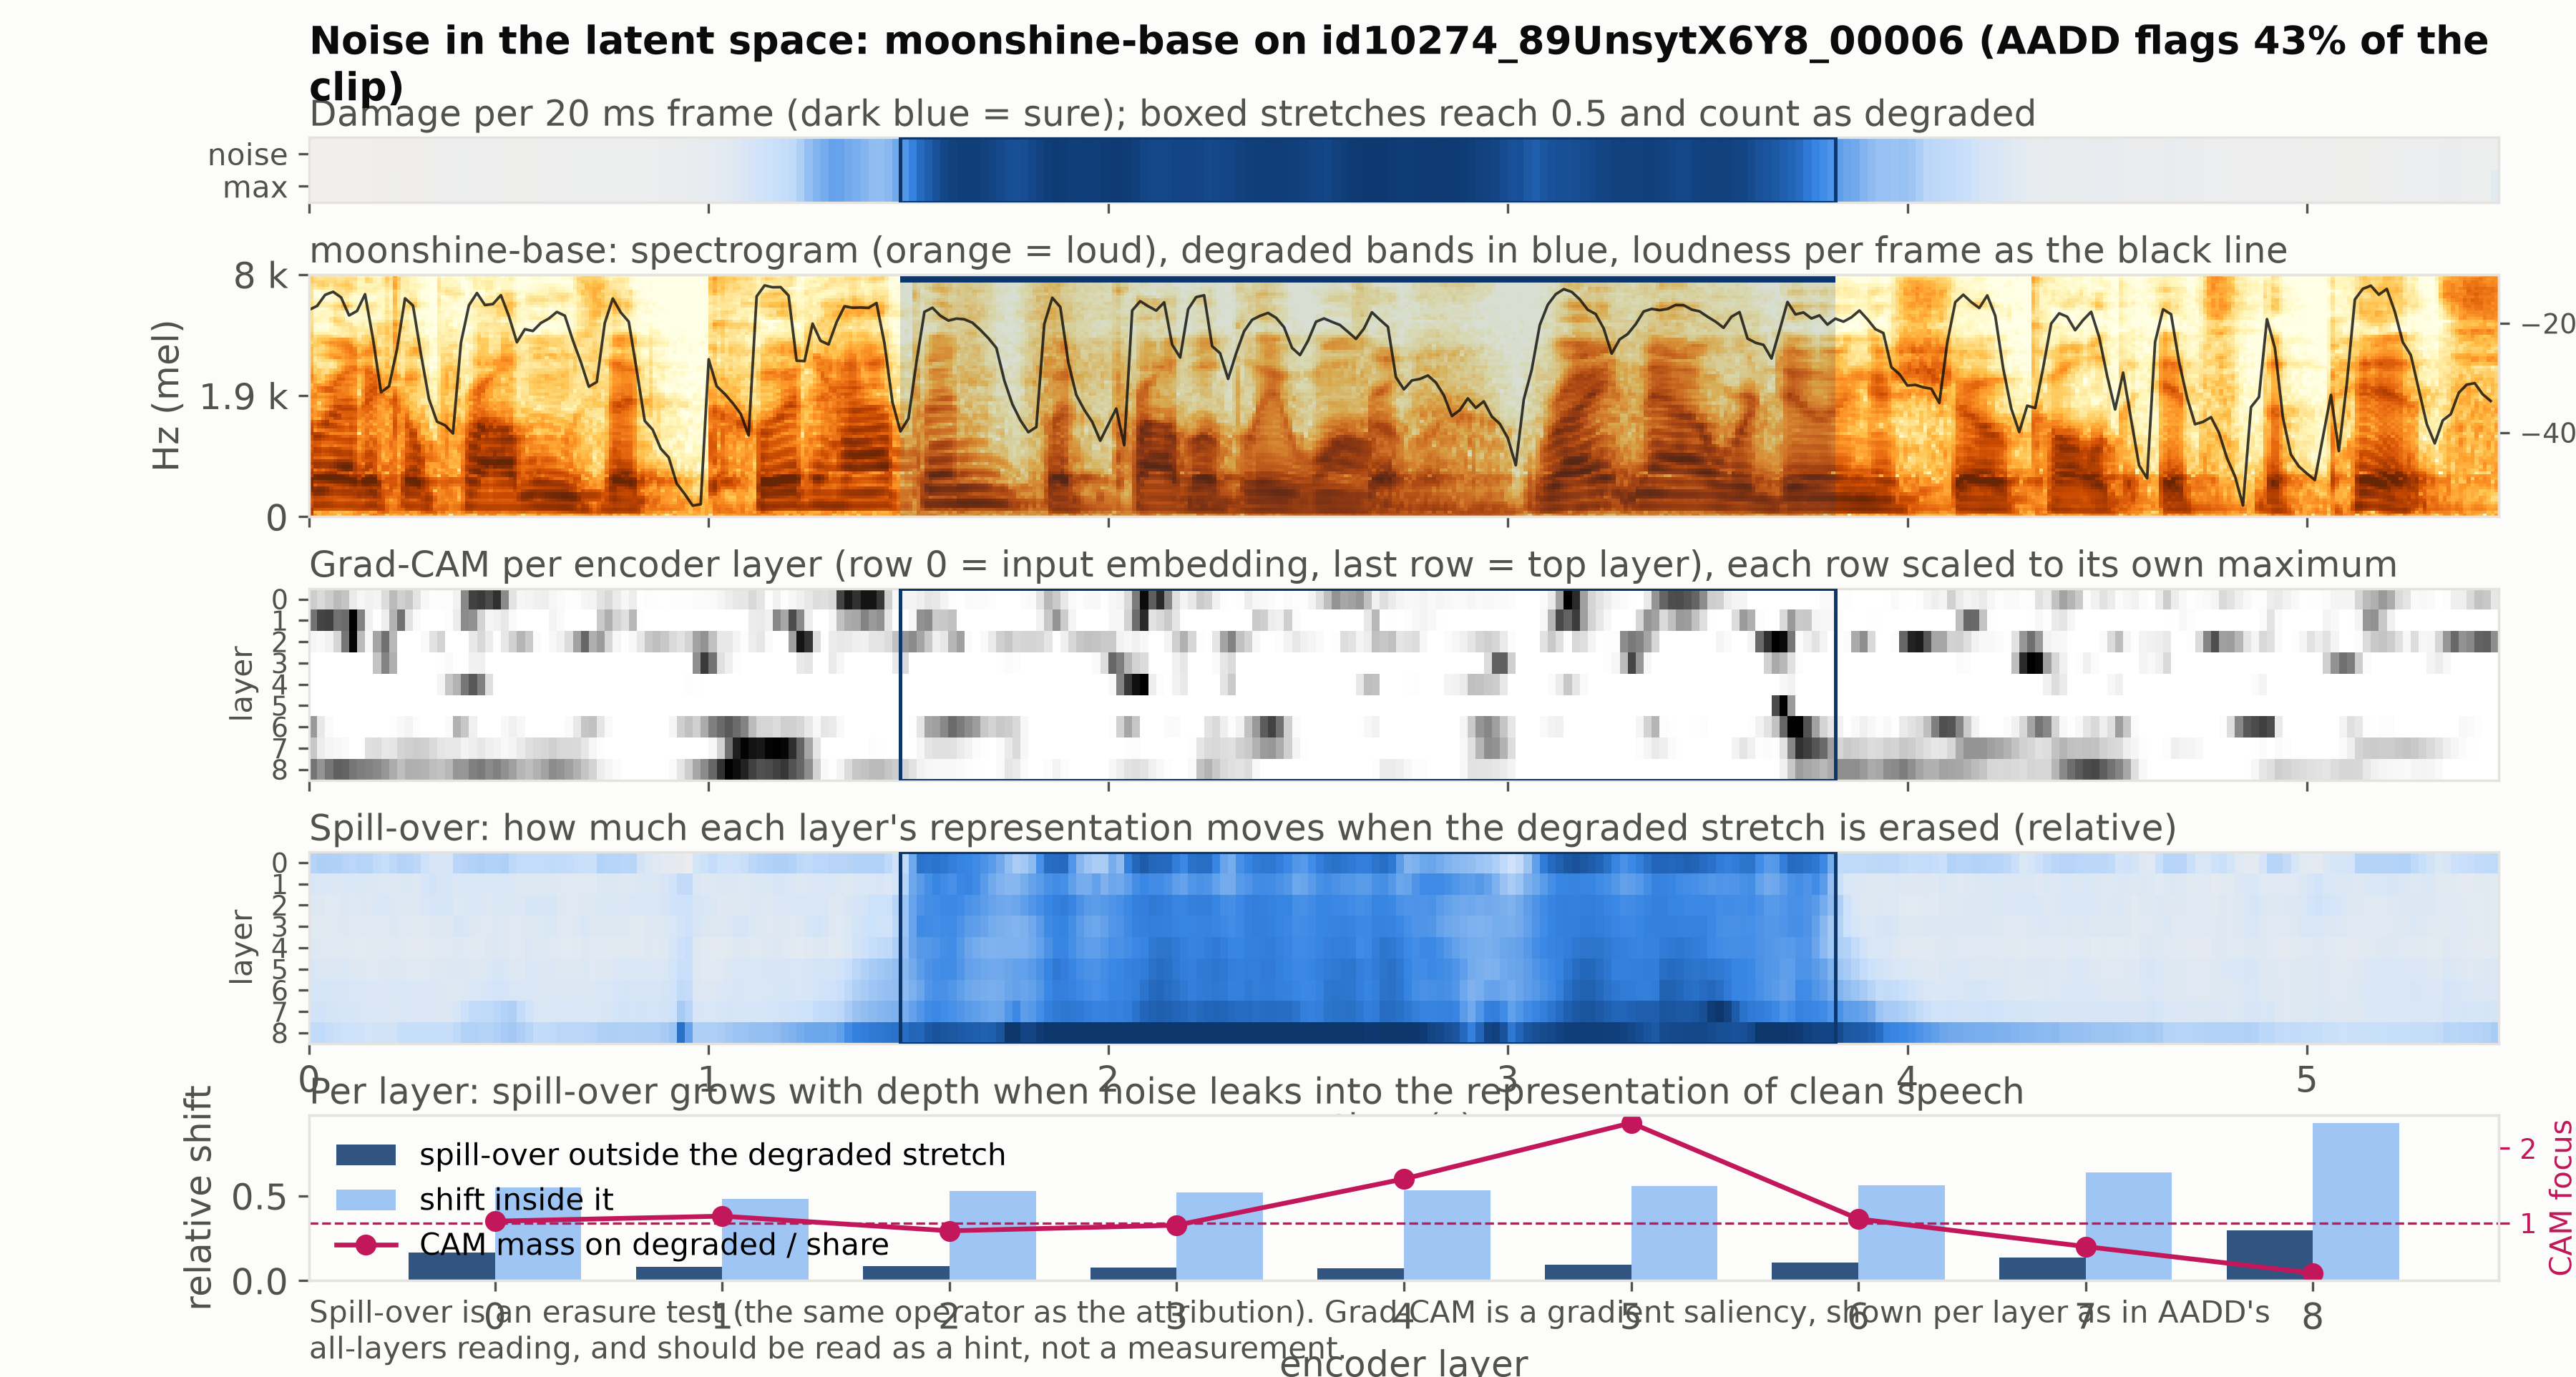 Noise in the latent space: moonshine-base on id10274_89UnsytX6Y8_00006 (AADD flags 43% of the
clip)
Damage per 20 ms frame (dark blue = sure); boxed stretches reach 0.5 and count as degraded
noise
max
moonshine-base: spectrogram (orange = loud), degraded bands in blue, loudness per frame as the black line
8 k
1.9 k
0
Hz (mel)
−20
−40
Grad-CAM per encoder layer (row 0 = input embedding, last row = top layer), each row scaled to its own maximum
0
1
2
3
4
5
6
7
8
layer
Spill-over: how much each layer's representation moves when the degraded stretch is erased (relative)
0
1
2
3
4
5
6
7
8
layer
0 1 2 3 4 5
Per layer: spill-over grows with depth when noise leaks into the representation of clean speech
relative shift
0.5
0.0
spill-over outside the degraded stretch
shift inside it
CAM mass on degraded / share
2
1
CAM focus
0 1 2 3 4 5 6 7 8
Spill-over is an erasure test (the same operator as the attribution). Grad-CAM is a gradient saliency, shown per layer as in AADD's
all-layers reading, and should be read as a hint, not a measurement.
encoder layer